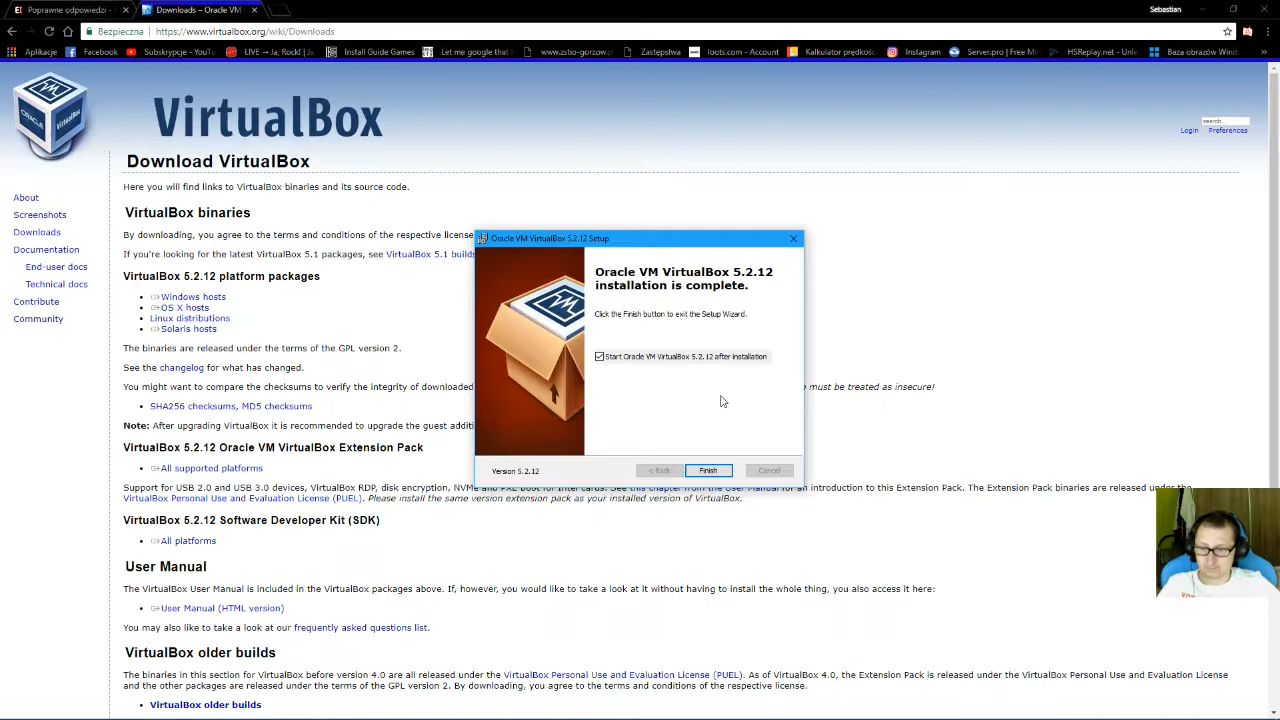 Poprawne odpowiedzi -
Downloads – Oracle VM
Sebastian
Bezpieczna
https://www.virtualbox.org/wiki/Downloads
Aplikacje
Facebook
Subskrypcje - YouTu
LIVE → Ja, Rock! | Ja
Install Guide Games
Let me google that
www.zstio-gorzow.p
Zastępstwa
loots.com - Account
Kalkulator prędkośc
Instagram
Server.pro | Free Min
HSReplay.net - Unle
Baza obrazów Wind
VirtualBox
ORACLE
VirtualBox
search...
Login Preferences
About
Screenshots
Downloads
Documentation
End-user docs
Technical docs
Contribute
Community
Download VirtualBox
Here you will find links to VirtualBox binaries and its source code.
VirtualBox binaries
By downloading, you agree to the terms and conditions of the respective license
If you're looking for the latest VirtualBox 5.1 packages, see VirtualBox 5.1 builds
VirtualBox 5.2.12 platform packages
Windows hosts
OS X hosts
Linux distributions
Solaris hosts
The binaries are released under the terms of the GPL version 2.
See the changelog for what has changed.
You might want to compare the checksums to verify the integrity of downloaded
must be treated as insecure!
SHA256 checksums, MD5 checksums
Note: After upgrading VirtualBox it is recommended to upgrade the guest addit
VirtualBox 5.2.12 Oracle VM VirtualBox Extension Pack
All supported platforms
Support for USB 2.0 and USB 3.0 devices, VirtualBox RDP, disk encryption, NVMe and PXE boot for Intel cards. See this chapter from the User Manual for an introduction to this Extension Pack. The Extension Pack binaries are released under the
VirtualBox Personal Use and Evaluation License (PUEL). Please install the same version extension pack as your installed version of VirtualBox.
VirtualBox 5.2.12 Software Developer Kit (SDK)
All platforms
User Manual
The VirtualBox User Manual is included in the VirtualBox packages above. If, however, you would like to take a look at it without having to install the whole thing, you also access it here:
User Manual (HTML version)
You may also like to take a look at our frequently asked questions list.
VirtualBox older builds
The binaries in this section for VirtualBox before version 4.0 are all released under the VirtualBox Personal Use and Evaluation License (PUEL). As of VirtualBox 4.0, the Extension Pack is released under the VirtualBox Personal Use and Evaluation License
and the other packages are released under the terms of the GPL version 2. By downloading, you agree to the terms and conditions of the respective license.
VirtualBox older builds
Oracle VM VirtualBox 5.2.12 Setup
Oracle VM VirtualBox 5.2.12
installation is complete.
Click the Finish button to exit the Setup Wizard.
Start Oracle VM VirtualBox 5.2.12 after installation
Version 5.2.12
< Back
Finish
Cancel